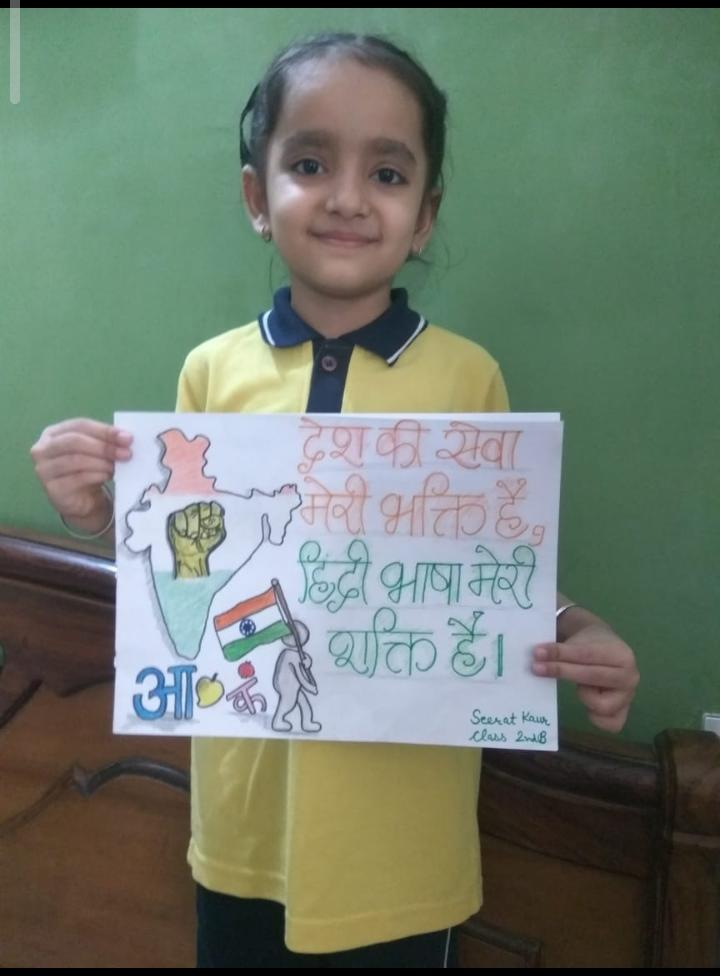 देश की सेवा
मेरी भक्ति है,
हिंदी भाषा मेरी
शक्ति है।
आ कं
Seerat Kaur
Class 2nd B